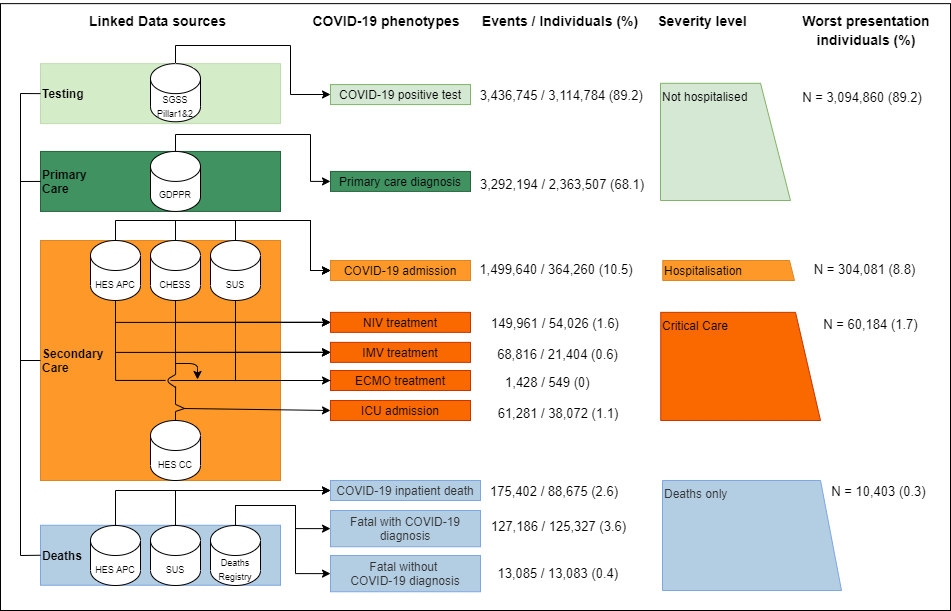 Linked Data sources
COVID-19 phenotypes
Events / Individuals (%)
Severity level
Worst presentation
individuals (%)
Testing
SGSS
Pillar1&2
COVID-19 positive test
3,436,745 / 3,114,784 (89.2)
Not hospitalised
N = 3,094,860 (89.2)
Primary
Care
GDPPR
Primary care diagnosis
3,292,194 / 2,363,507 (68.1)
HES APC
CHESS
SUS
COVID-19 admission
1,499,640 / 364,260 (10.5)
Hospitalisation
N = 304,081 (8.8)
Secondary
Care
NIV treatment
149,961 / 54,026 (1.6)
Critical Care
N = 60,184 (1.7)
IMV treatment
68,816 / 21,404 (0.6)
ECMO treatment
1,428 / 549 (0)
ICU admission
61,281 / 38,072 (1.1)
HES CC
COVID-19 inpatient death
175,402 / 88,675 (2.6)
Deaths only
N = 10,403 (0.3)
Deaths
HES APC
SUS
Deaths
Registry
Fatal with COVID-19
diagnosis
127,186 / 125,327 (3.6)
Fatal without
COVID-19 diagnosis
13,085 / 13,083 (0.4)